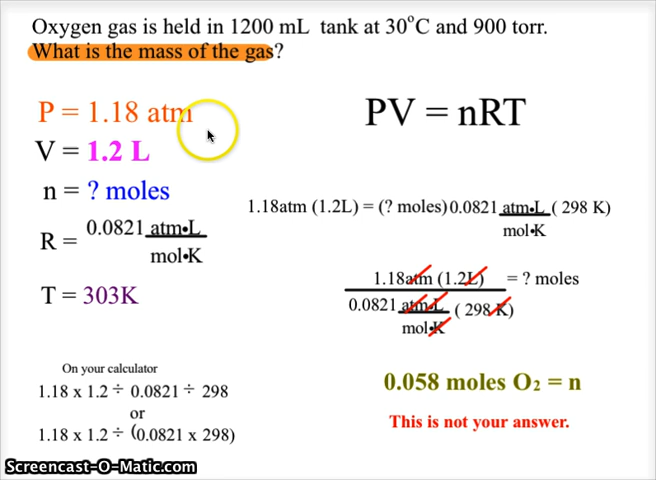 Oxygen gas is held in 1200 mL tank at 30°C and 900 torr.
What is the mass of the gas?
P = 1.18 atm
PV = nRT
V = 1.2 L
n = ? moles
R = 0.0821 atm•L
mol•K
1.18atm (1.2L) = (? moles) 0.0821 atm•L ( 298 K)
mol•K
T = 303K
1.18atm (1.2L) = ? moles
0.0821 atm•L ( 298 K)
mol•K
On your calculator
1.18 x 1.2 ÷ 0.0821 ÷ 298
or
1.18 x 1.2 ÷ (0.0821 x 298)
0.058 moles O₂ = n
This is not your answer.
Screencast-O-Matic.com